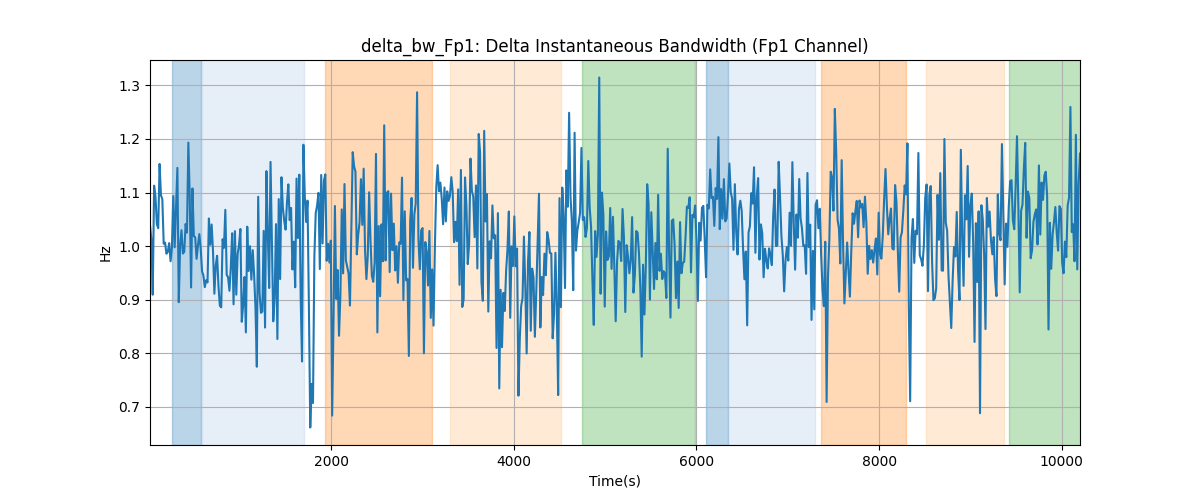 delta_bw_Fp1: Delta Instantaneous Bandwidth (Fp1 Channel)
Hz
1.3
1.2
1.1
1.0
0.9
0.8
0.7
2000 4000 6000 8000 10000
Time(s)